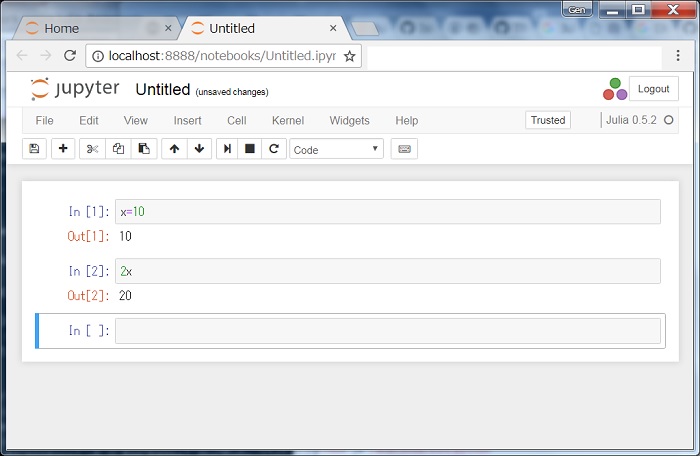 Gen
Home
Untitled
localhost:8888/notebooks/Untitled.ipyn
jupyter Untitled (unsaved changes)
Logout
File Edit View Insert Cell Kernel Widgets Help Trusted Julia 0.5.2
Code
In [1]: x=10
Out[1]: 10
In [2]: 2x
Out[2]: 20
In [ ]: